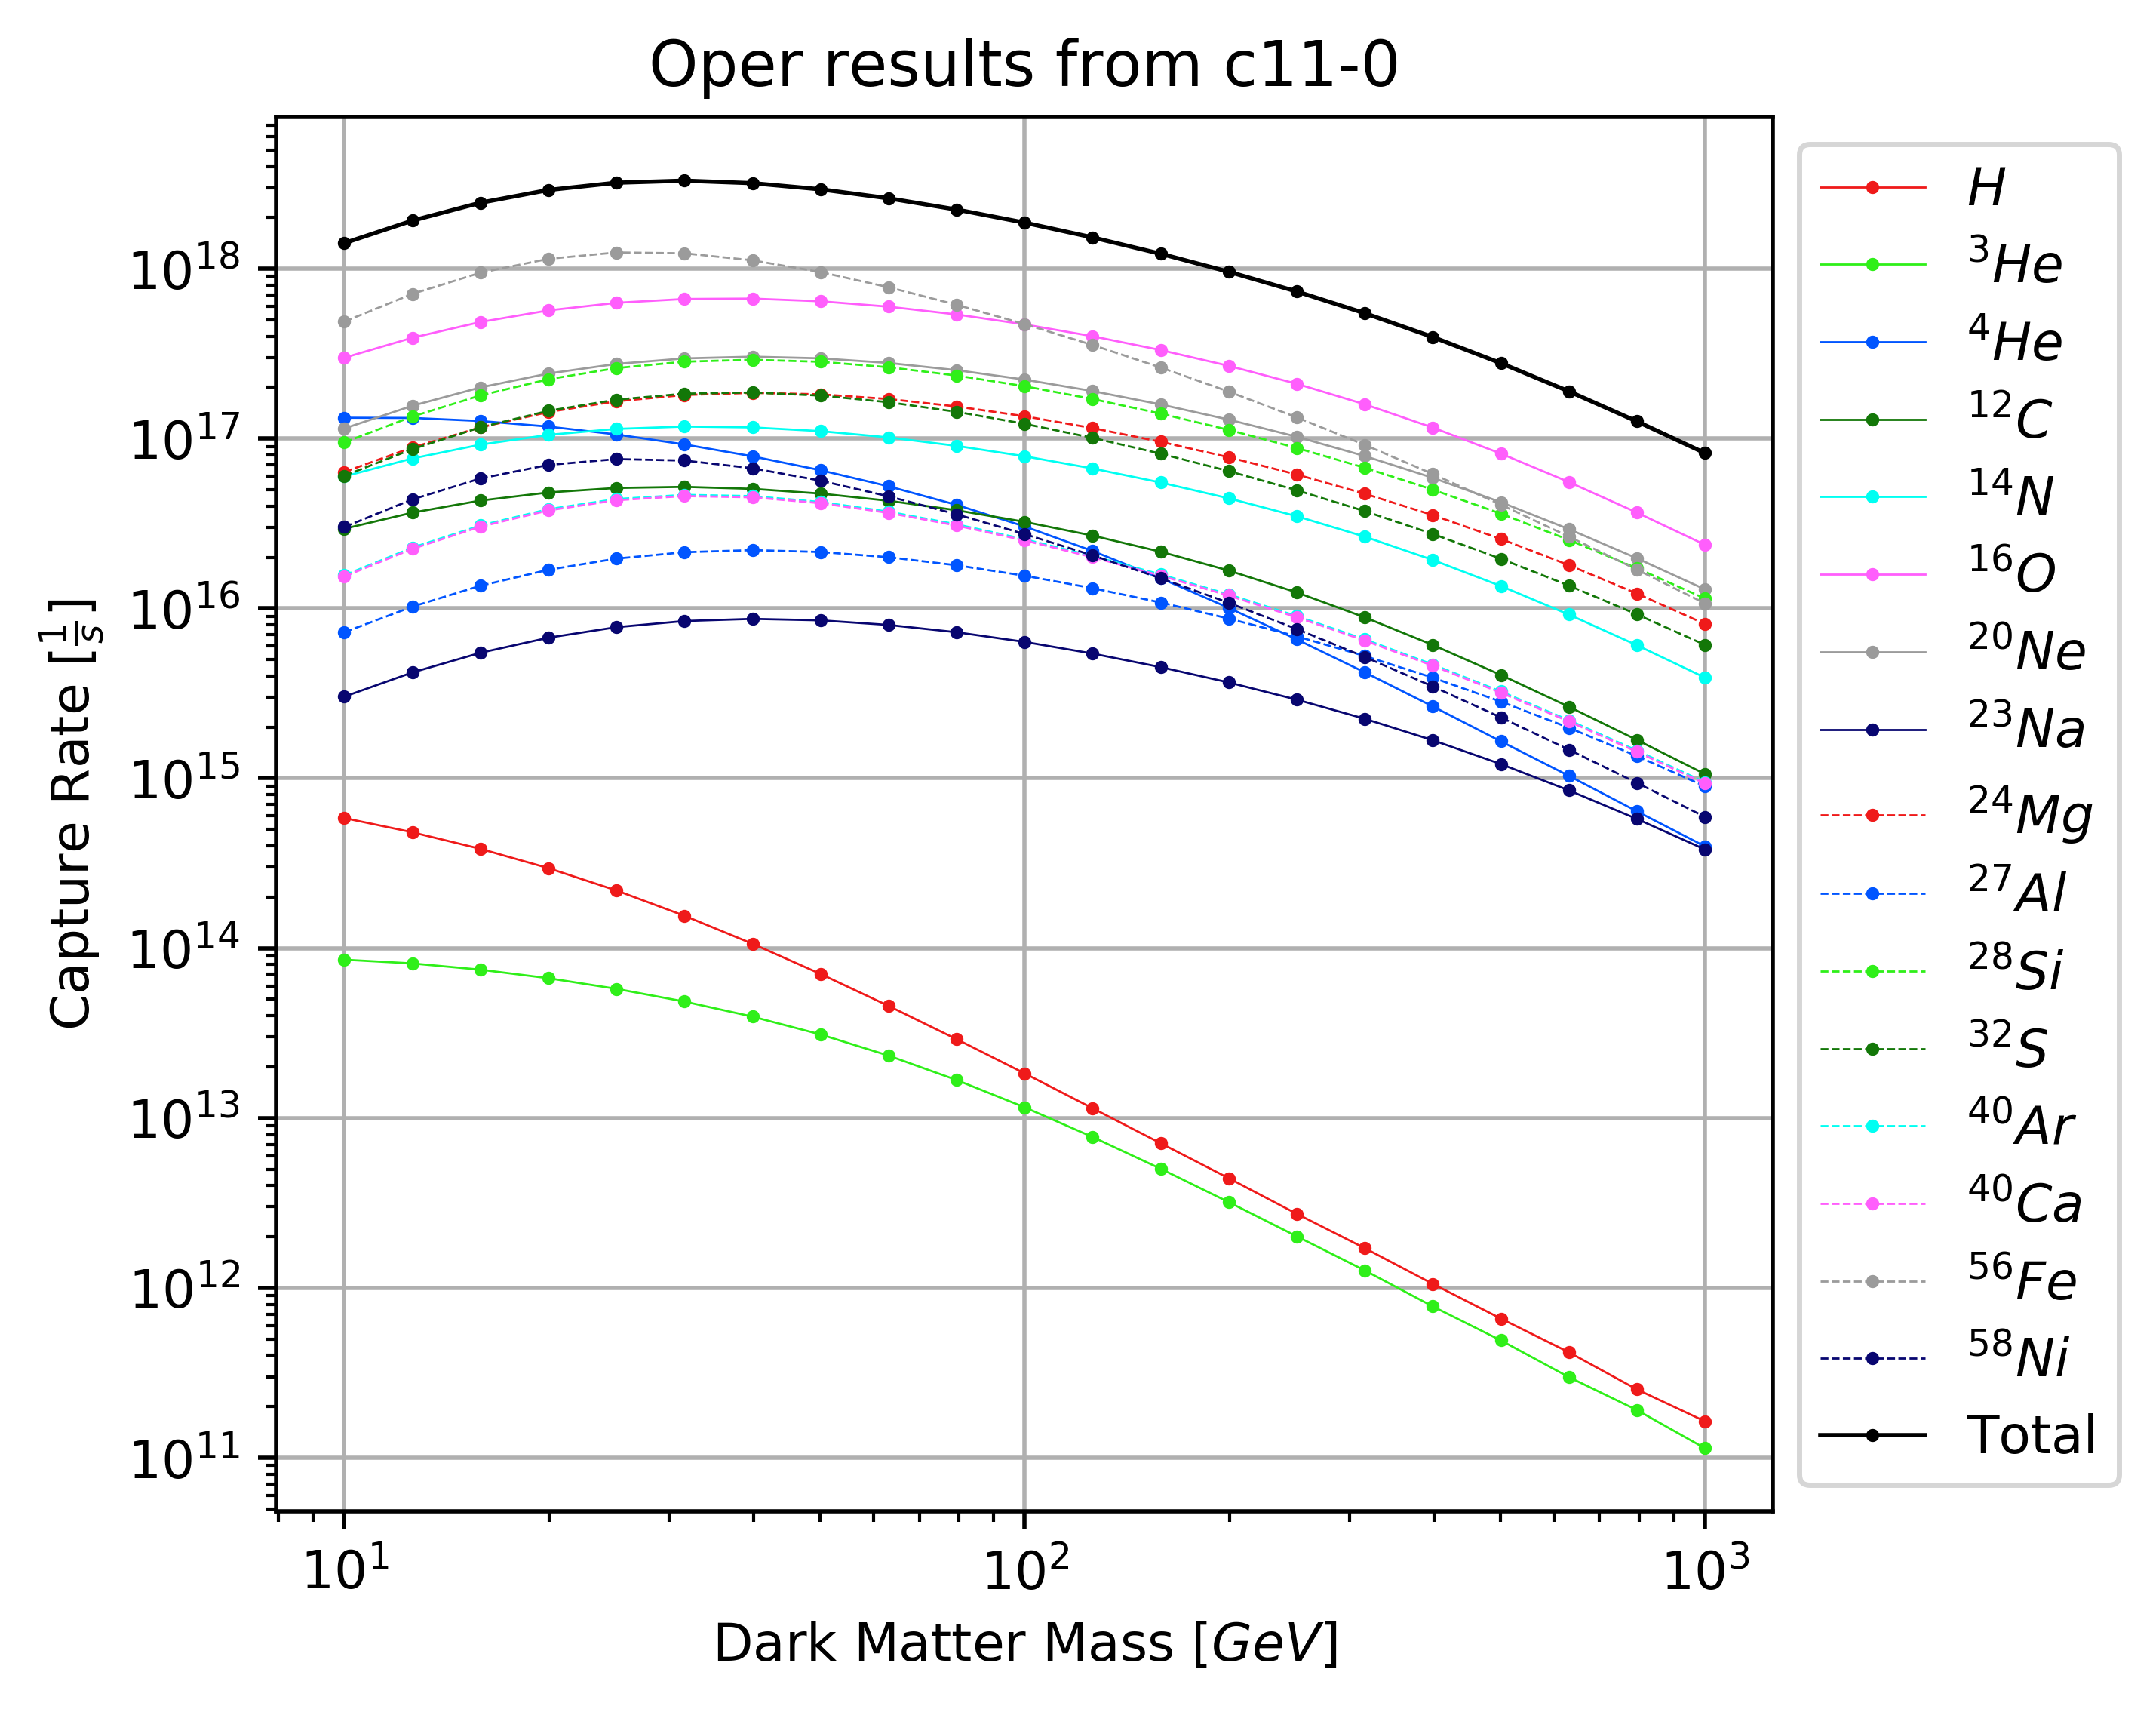 Oper results from c11-0
Capture Rate [1/s]
10^18
10^17
10^16
10^15
10^14
10^13
10^12
10^11
10^1 10^2 10^3
Dark Matter Mass [GeV]
H
^3He
^4He
^12C
^14N
^16O
^20Ne
^23Na
^24Mg
^27Al
^28Si
^32S
^40Ar
^40Ca
^56Fe
^58Ni
Total